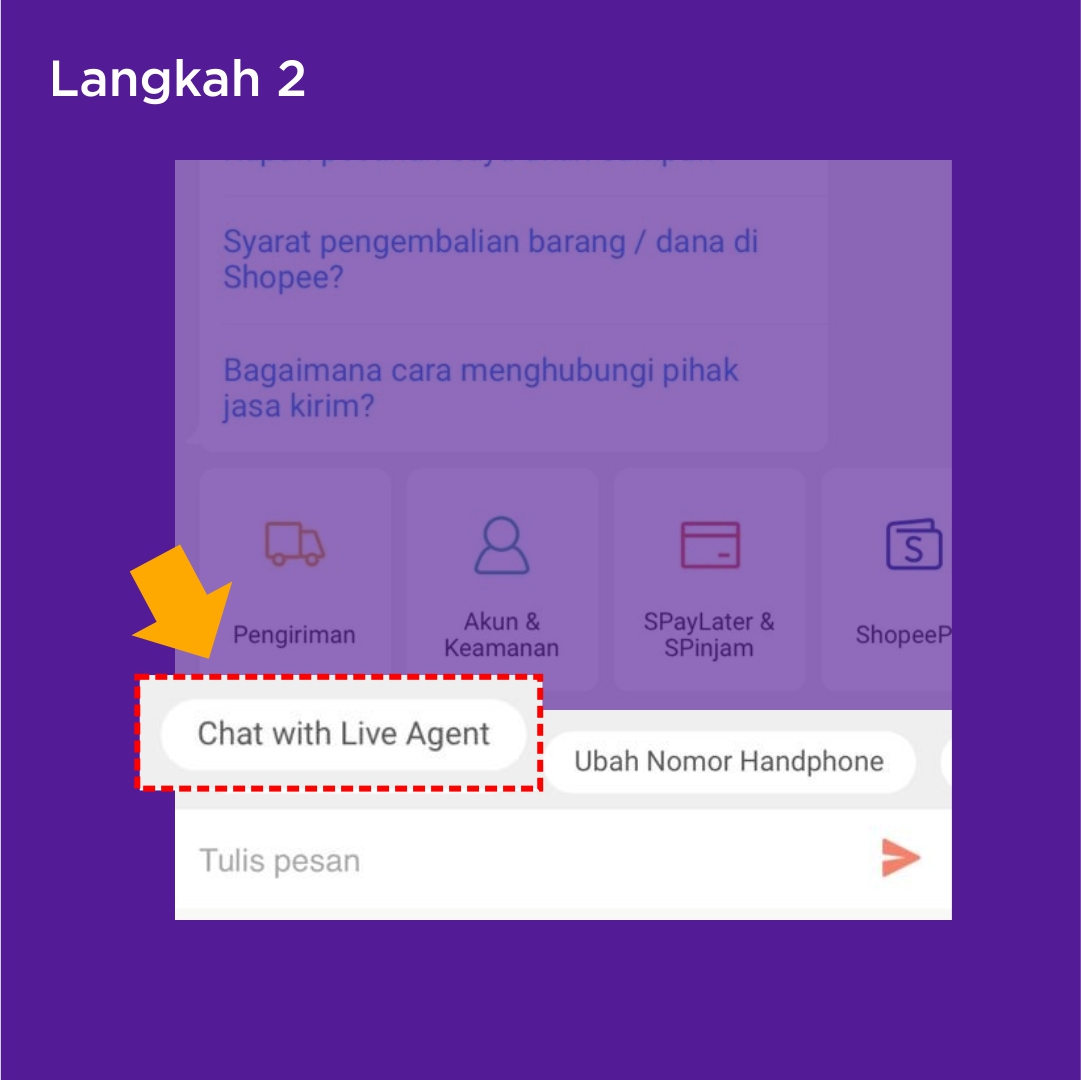 Langkah 2
Syarat pengembalian barang / dana di
Shopee?
Bagaimana cara menghubungi pihak
jasa kirim?
Pengiriman
Akun &
Keamanan
SPayLater &
SPinjam
ShopeeP
Chat with Live Agent
Ubah Nomor Handphone
Tulis pesan